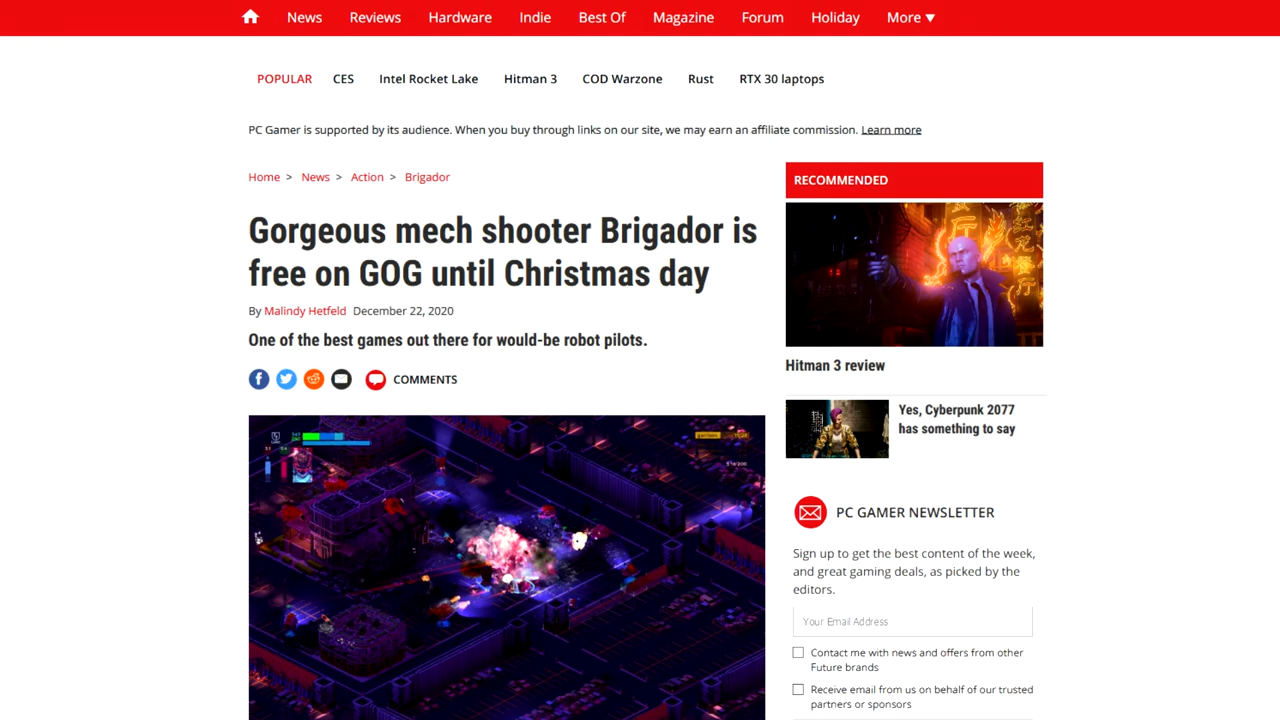 News Reviews Hardware Indie Best Of Magazine Forum Holiday More ▼
POPULAR CES Intel Rocket Lake Hitman 3 COD Warzone Rust RTX 30 laptops
PC Gamer is supported by its audience. When you buy through links on our site, we may earn an affiliate commission. Learn more
Home > News > Action > Brigador
Gorgeous mech shooter Brigador is
free on GOG until Christmas day
By Malindy Hetfeld December 22, 2020
One of the best games out there for would-be robot pilots.
COMMENTS
RECOMMENDED
Hitman 3 review
Yes, Cyberpunk 2077
has something to say
PC GAMER NEWSLETTER
Sign up to get the best content of the week,
and great gaming deals, as picked by the
editors.
Your Email Address
Contact me with news and offers from other
Future brands
Receive email from us on behalf of our trusted
partners or sponsors